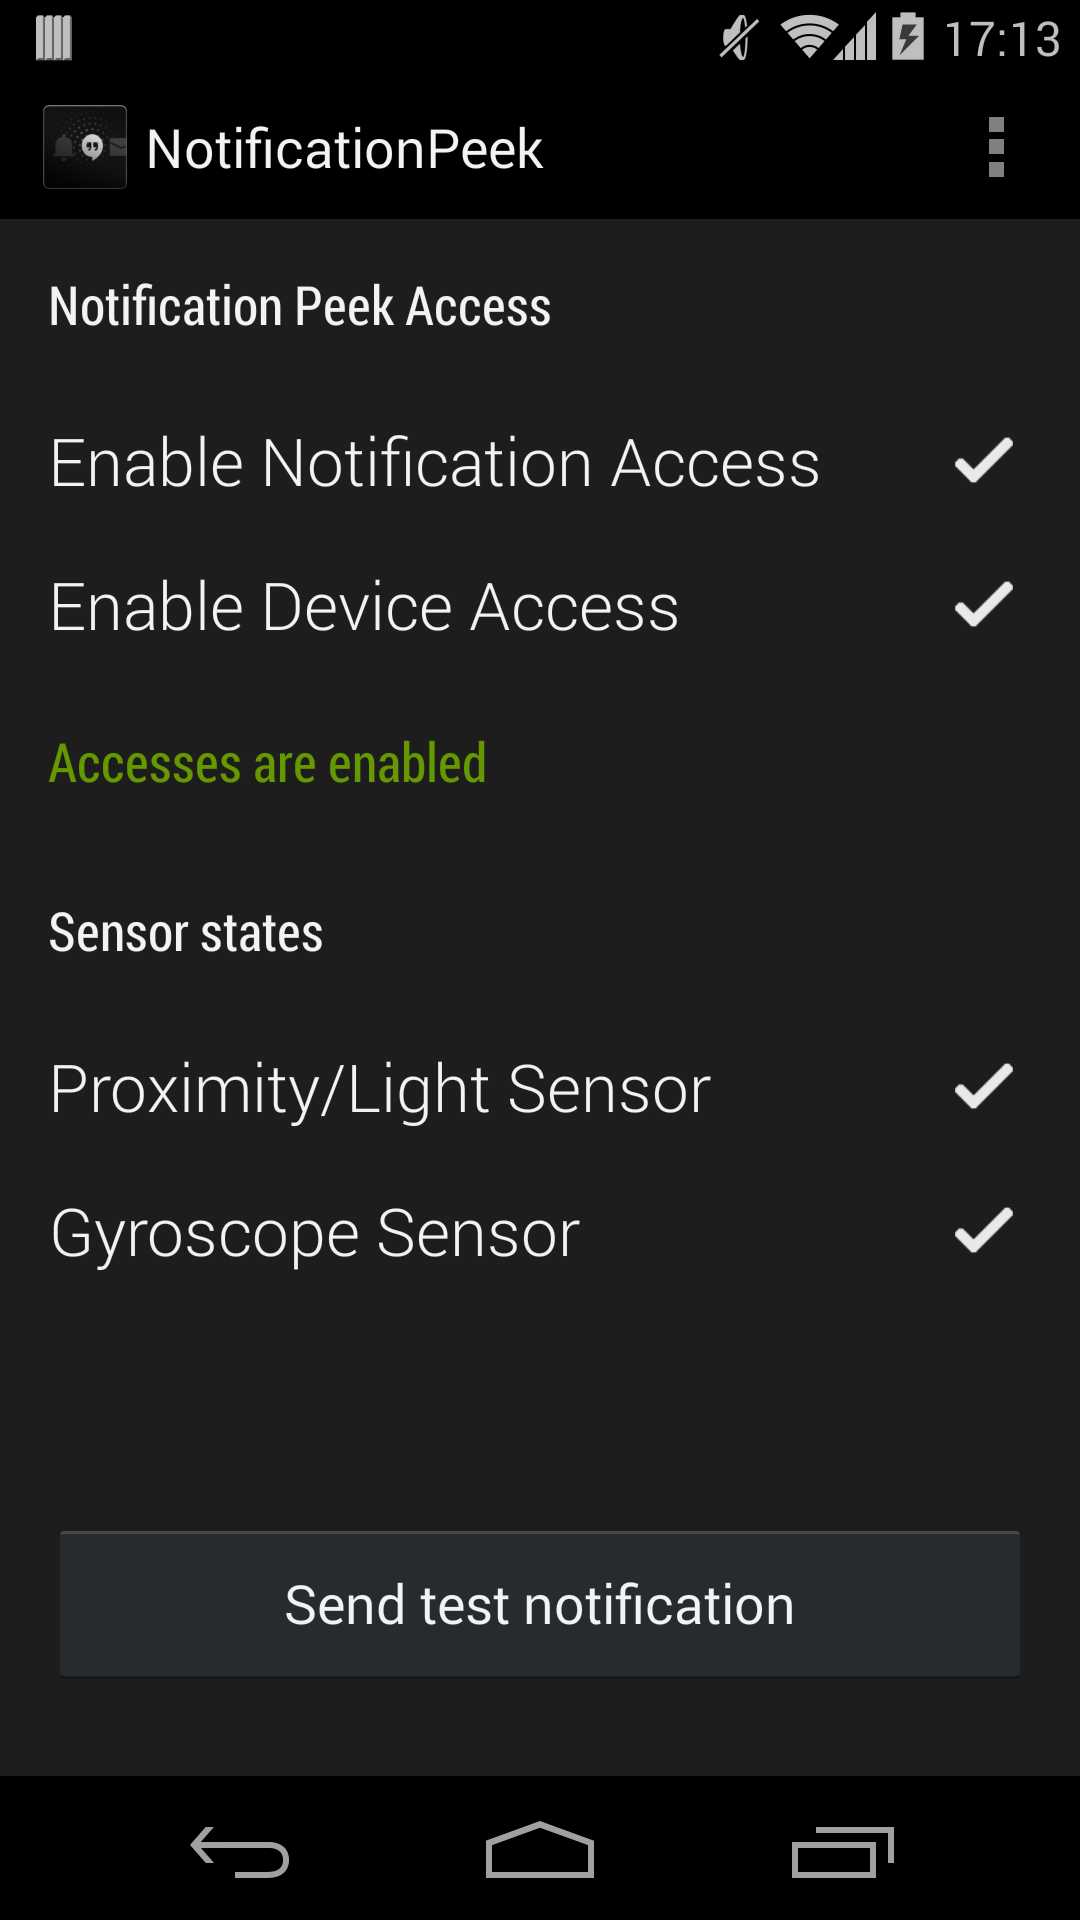 17:13
NotificationPeek
Notification Peek Access
Enable Notification Access
Enable Device Access
Accesses are enabled
Sensor states
Proximity/Light Sensor
Gyroscope Sensor
Send test notification